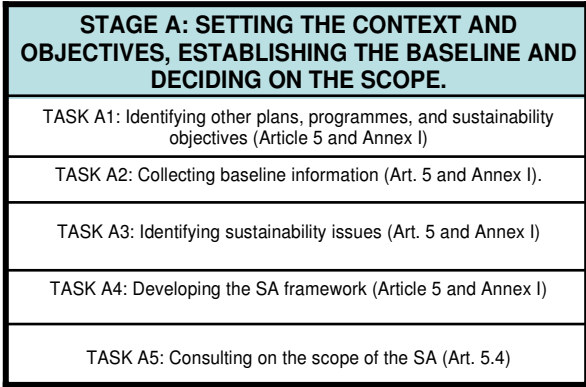 STAGE A: SETTING THE CONTEXT AND
OBJECTIVES, ESTABLISHING THE BASELINE AND
DECIDING ON THE SCOPE.
TASK A1: Identifying other plans, programmes, and sustainability
objectives (Article 5 and Annex I)
TASK A2: Collecting baseline information (Art. 5 and Annex I).
TASK A3: Identifying sustainability issues (Art. 5 and Annex I)
TASK A4: Developing the SA framework (Article 5 and Annex I)
TASK A5: Consulting on the scope of the SA (Art. 5.4)